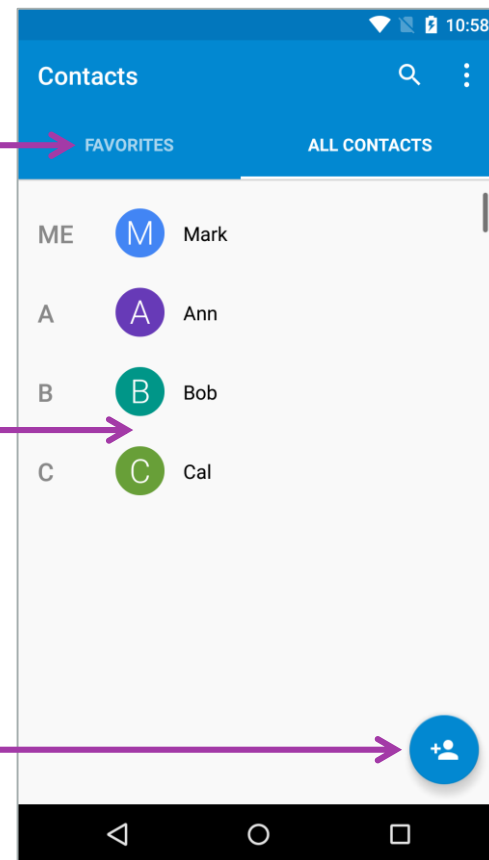 10:58
Contacts
FAVORITES ALL CONTACTS
ME M Mark
A A Ann
B B Bob
C C Cal